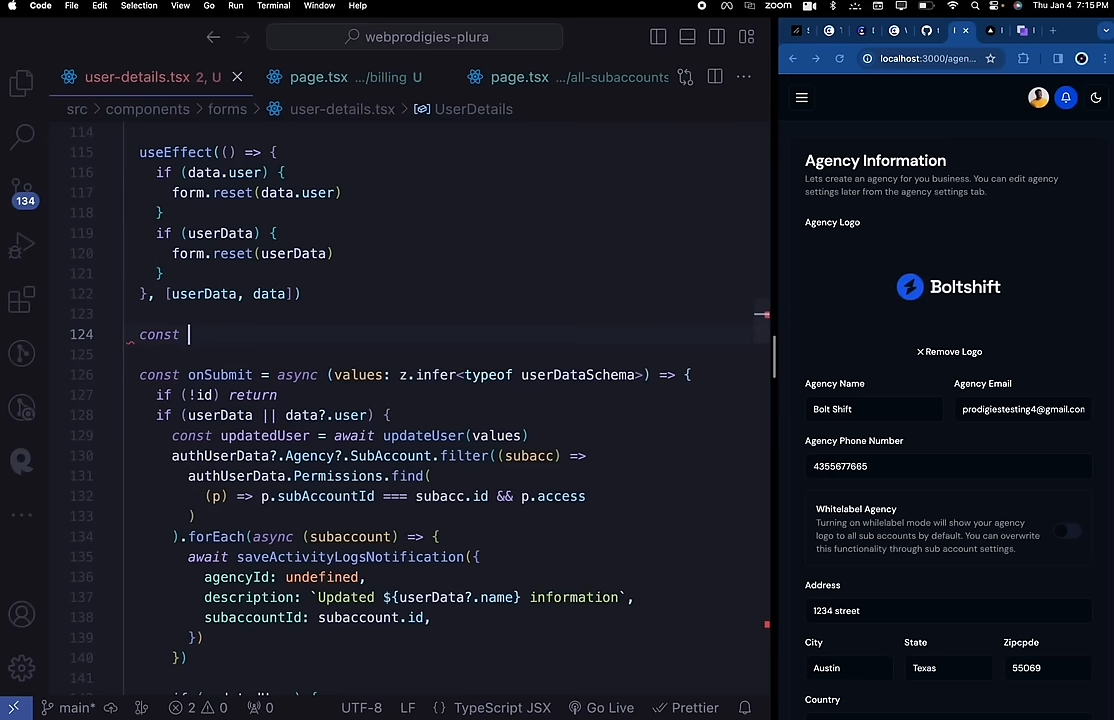 Code File Edit Selection View Go Run Terminal Window Help
zoom Thu Jan 4 7:15 PM
webprodigies-plura
user-details.tsx 2, U
page.tsx .../billing U
page.tsx .../all-subaccounts
localhost:3000/agen...
src > components > forms > user-details.tsx > UserDetails
114
115 useEffect(() => {
116 if (data.user) {
117 form.reset(data.user)
118 }
119 if (userData) {
120 form.reset(userData)
121 }
122 }, [userData, data])
123
124 const
125
126 const onSubmit = async (values: z.infer<typeof userDataSchema>) => {
127 if (!id) return
128 if (userData || data?.user) {
129 const updatedUser = await updateUser(values)
130 authUserData?.Agency?.SubAccount.filter((subacc) =>
131 authUserData.Permissions.find(
132 (p) => p.subAccountId === subacc.id && p.access
133 )
134 ).forEach(async (subaccount) => {
135 await saveActivityLogsNotification({
136 agencyId: undefined,
137 description: `Updated ${userData?.name} information`,
138 subaccountId: subaccount.id,
139 })
140 })
141
134
main* 2 0 0 UTF-8 LF {} TypeScript JSX Go Live Prettier
Agency Information
Lets create an agency for you business. You can edit agency
settings later from the agency settings tab.
Agency Logo
Boltshift
Remove Logo
Agency Name Agency Email
Bolt Shift prodigiestesting4@gmail.com
Agency Phone Number
4355677665
Whitelabel Agency
Turning on whitelabel mode will show your agency
logo to all sub accounts by default. You can overwrite
this functionality through sub account settings.
Address
1234 street
City State Zipcpde
Austin Texas 55069
Country